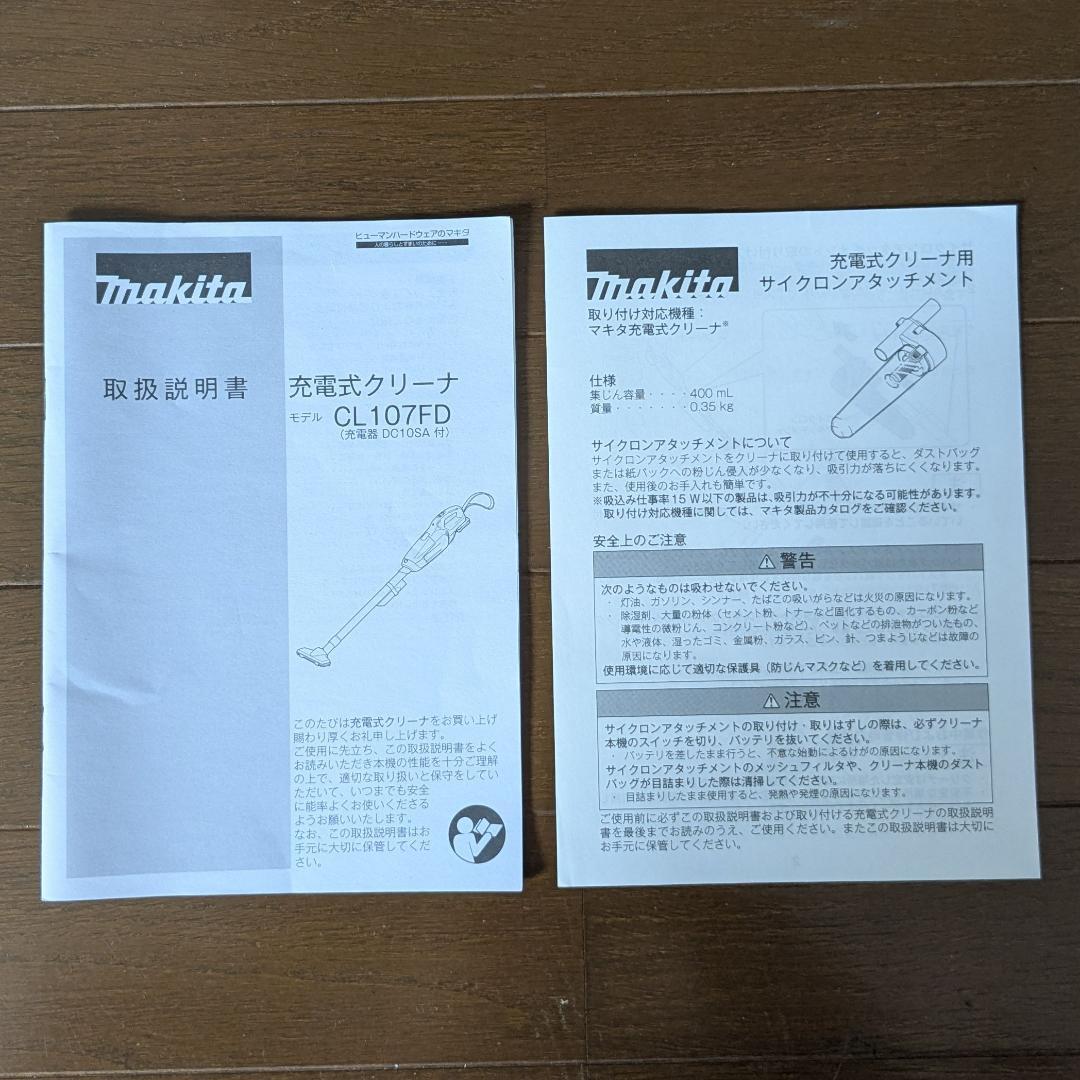 ヒューマンハードウェアのマキタ
人の暮らしとすまいのために ‥‥
makita
取扱説明書
充電式クリーナ
モデル CL107FD
(充電器 DC10SA 付)
このたびは充電式クリーナをお買い上げ
賜わり厚くお礼申し上げます。
ご使用に先立ち、この取扱説明書をよく
お読みいただき本機の性能を十分ご理解
の上で、適切な取り扱いと保守をしてい
ただいて、いつまでも安全
に能率よくお使いくださる
ようお願いいたします。
なお、この取扱説明書はお
手元に大切に保管してくだ
さい。
makita
充電式クリーナ用
サイクロンアタッチメント
取り付け対応機種：
マキタ充電式クリーナ※
仕様
集じん容量・・・・400 mL
質量・・・・・・・0.35 kg
サイクロンアタッチメントについて
サイクロンアタッチメントをクリーナに取り付けて使用すると、ダストバッグ
または紙パックへの粉じん侵入が少なくなり、吸引力が落ちにくくなります。
また、使用後のお手入れも簡単です。
※吸込み仕事率 15 W 以下の製品は、吸引力が不十分になる可能性があります。
取り付け対応機種に関しては、マキタ製品カタログをご確認ください。
安全上のご注意
⚠ 警告
次のようなものは吸わせないでください。
・ 灯油、ガソリン、シンナー、たばこの吸いがらなどは火災の原因になります。
・ 除湿剤、大量の粉体（セメント粉、トナーなど固化するもの、カーボン粉など
導電性の微粉じん、コンクリート粉など）、ペットなどの排泄物がついたもの、
水や液体、湿ったゴミ、金属粉、ガラス、ピン、針、つまようじなどは故障の
原因になります。
使用環境に応じて適切な保護具（防じんマスクなど）を着用してください。
⚠ 注意
サイクロンアタッチメントの取り付け・取りはずしの際は、必ずクリーナ
本機のスイッチを切り、バッテリを抜いてください。
・ バッテリを差したまま行うと、不意な始動によるけがの原因になります。
サイクロンアタッチメントのメッシュフィルタや、クリーナ本機のダスト
バッグが目詰まりした際は清掃してください。
・ 目詰まりしたまま使用すると、発熱や発煙の原因になります。
ご使用前に必ずこの取扱説明書および取り付ける充電式クリーナの取扱説明
書を最後までお読みのうえ、ご使用ください。またこの取扱説明書は大切に
お手元に保管してください。